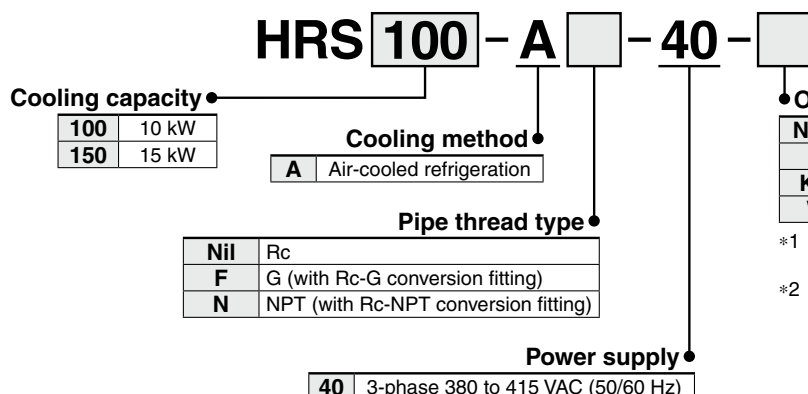 HRS 100 - A - 40 -
Cooling capacity
100 10 kW
150 15 kW
Cooling method
A Air-cooled refrigeration
Pipe thread type
Nil Rc
F G (with Rc-G conversion fitting)
N NPT (with Rc-NPT conversion fitting)
Power supply
40 3-phase 380 to 415 VAC (50/60 Hz)
*1
*2